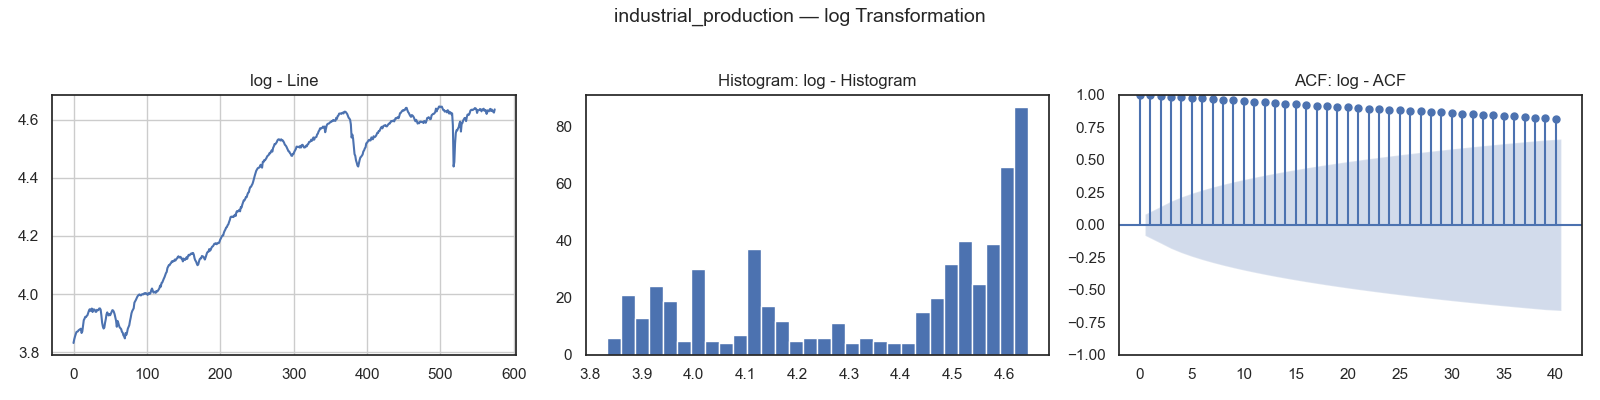 industrial_production — log Transformation
log - Line
4.6
4.4
4.2
4.0
3.8
0 100 200 300 400 500 600
Histogram: log - Histogram
80
60
40
20
0
3.8 3.9 4.0 4.1 4.2 4.3 4.4 4.5 4.6
ACF: log - ACF
1.00
0.75
0.50
0.25
0.00
−0.25
−0.50
−0.75
−1.00
0 5 10 15 20 25 30 35 40